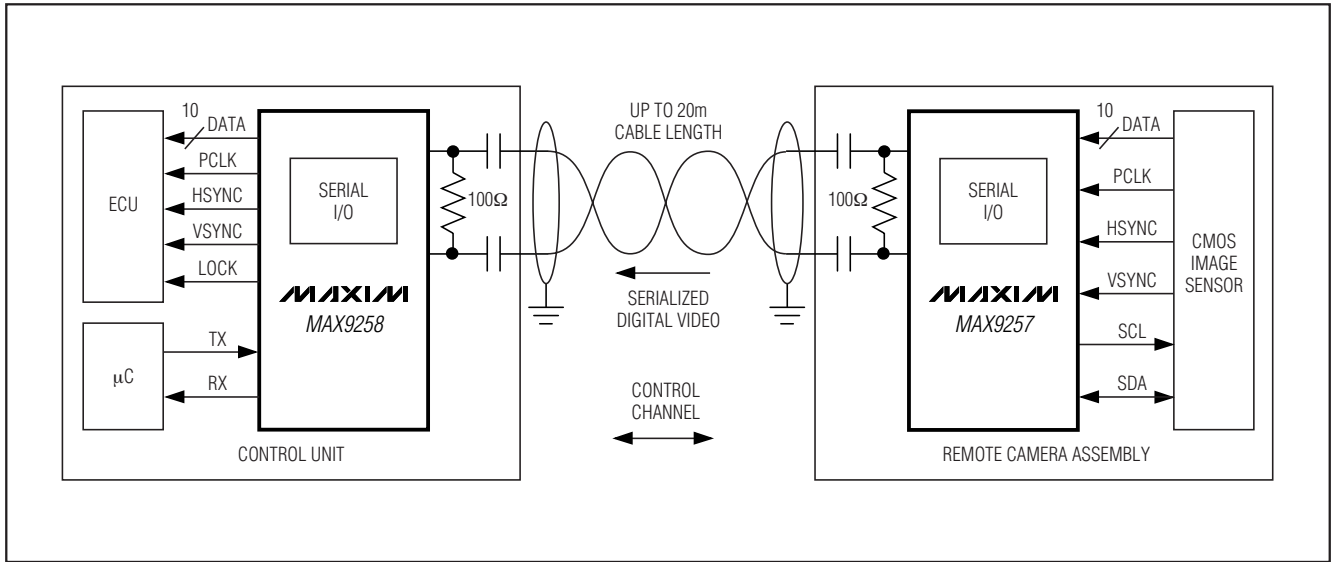 UP TO 20m
CABLE LENGTH
10
DATA
PCLK
HSYNC
VSYNC
LOCK
ECU
SERIAL
I/O
MAXIM
MAX9258
TX
RX
µC
CONTROL UNIT
100Ω
SERIALIZED
DIGITAL VIDEO
CONTROL
CHANNEL
100Ω
SERIAL
I/O
MAXIM
MAX9257
10
DATA
PCLK
HSYNC
VSYNC
SCL
SDA
CMOS
IMAGE
SENSOR
REMOTE CAMERA ASSEMBLY